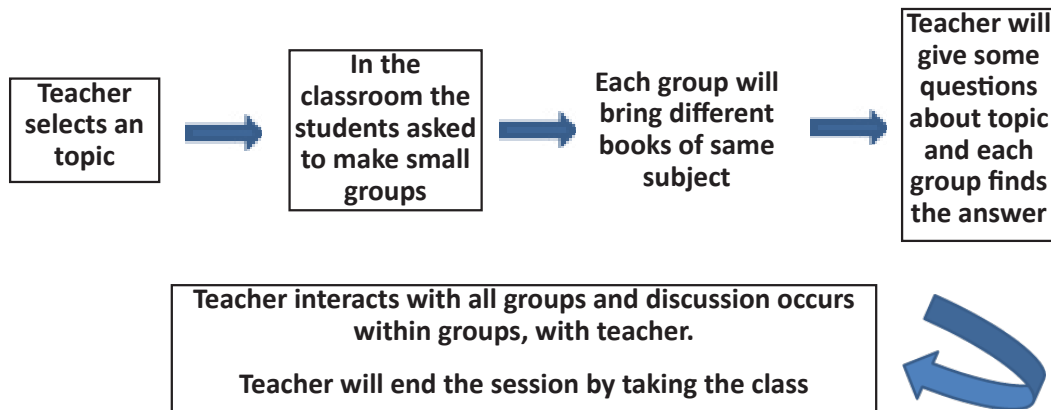 Teacher
selects an
topic
In the
classroom the
students asked
to make small
groups
Each group will
bring different
books of same
subject
Teacher will
give some
questions
about topic
and each
group finds
the answer
Teacher interacts with all groups and discussion occurs
within groups, with teacher.
Teacher will end the session by taking the class